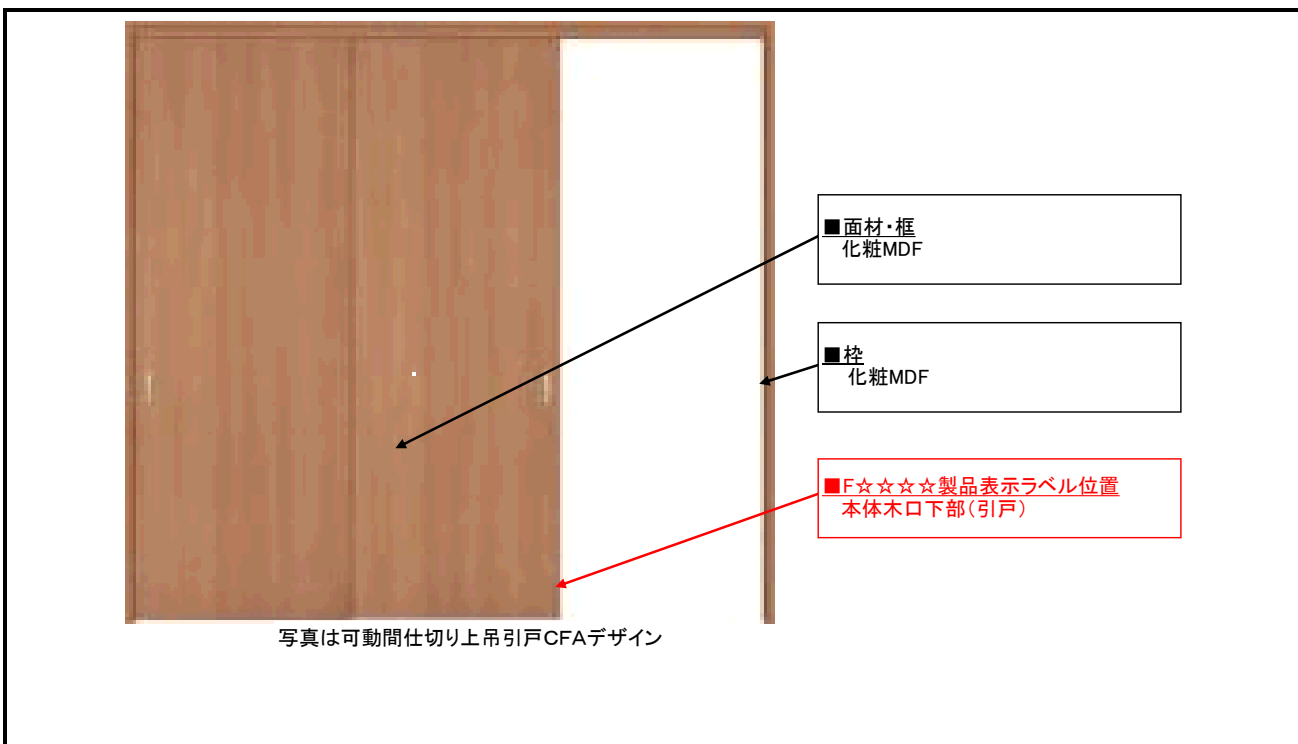 ■面材・框
化粧MDF
■枠
化粧MDF
■F☆☆☆☆製品表示ラベル位置
本体木口下部(引戸)
写真は可動間仕切り上吊引戸CFAデザイン